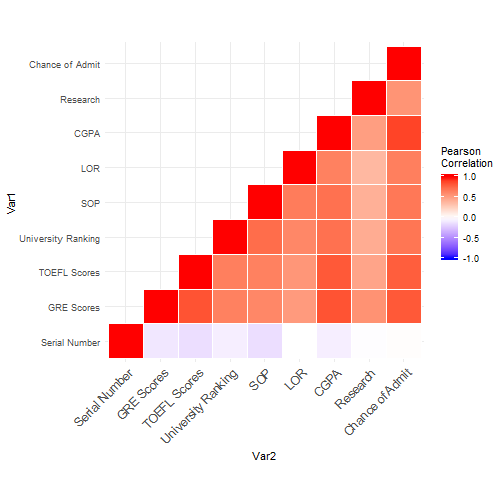 Chance of Admit
Research
CGPA
LOR
SOP
University Ranking
TOEFL Scores
GRE Scores
Serial Number
Var1
Serial Number
GRE Scores
TOEFL Scores
University Ranking
SOP
LOR
CGPA
Research
Chance of Admit
Var2
Pearson
Correlation
1.0
0.5
0.0
-0.5
-1.0